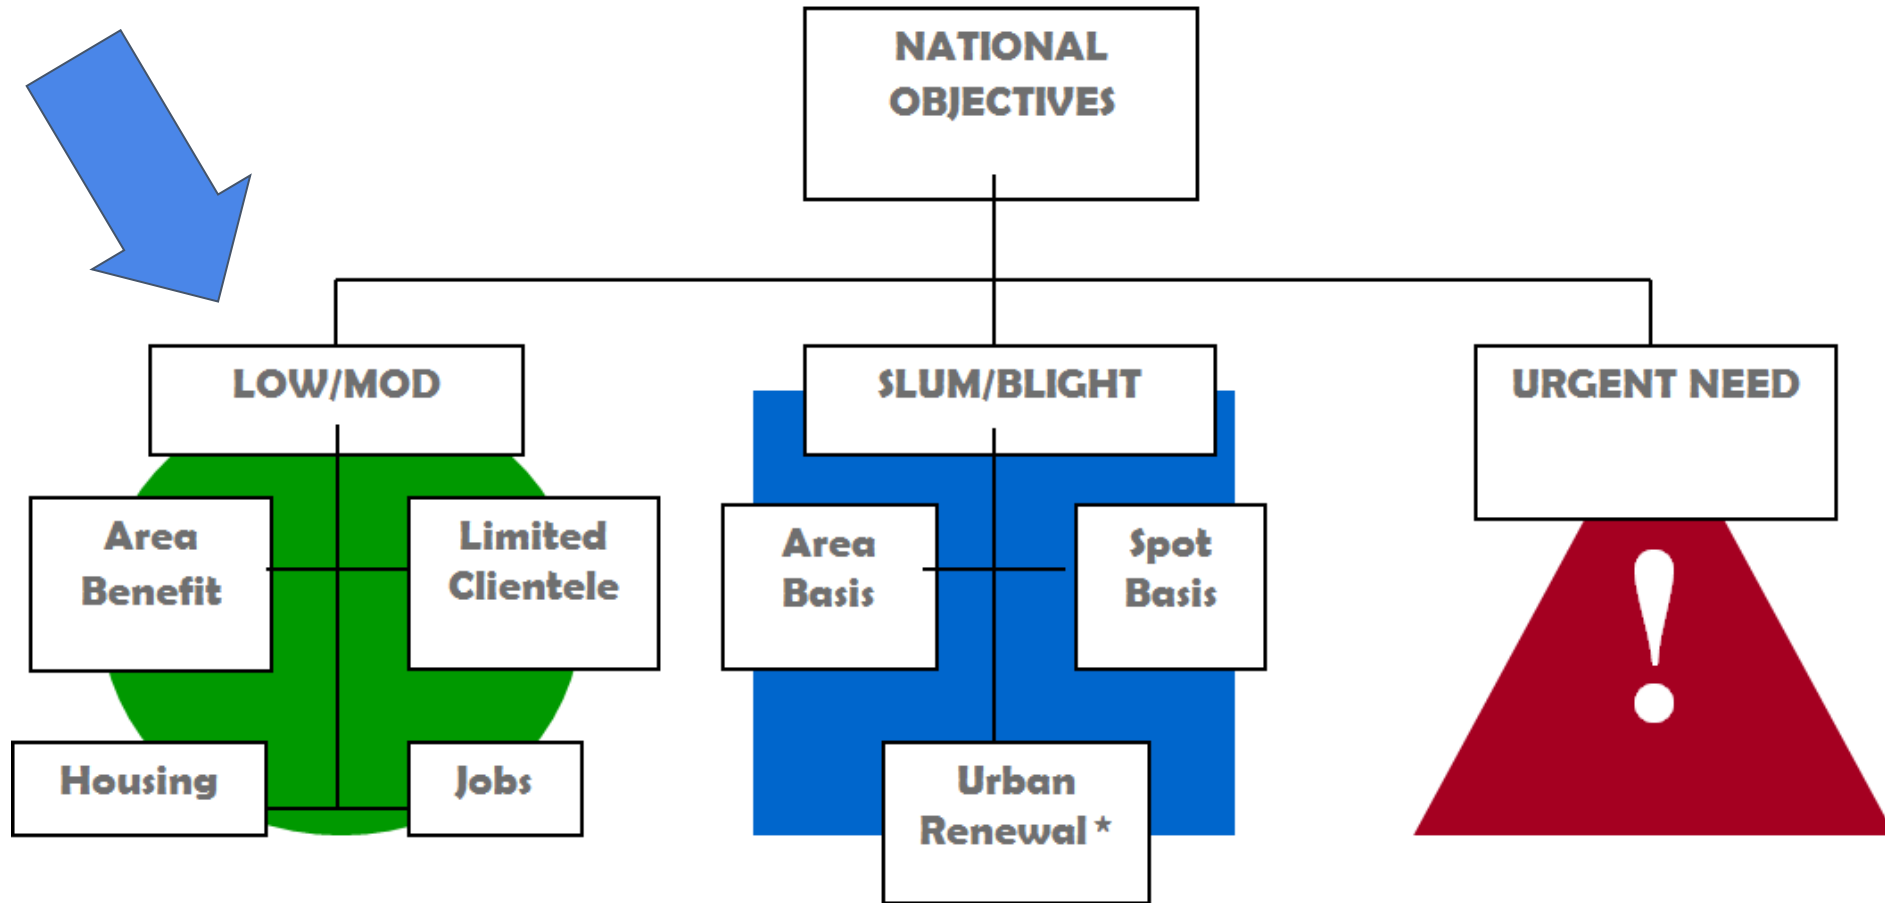 NATIONAL
OBJECTIVES
LOW/MOD
SLUM/BLIGHT
URGENT NEED
Area
Benefit
Limited
Clientele
Area
Basis
Spot
Basis
!
Housing
Jobs
Urban
Renewal *